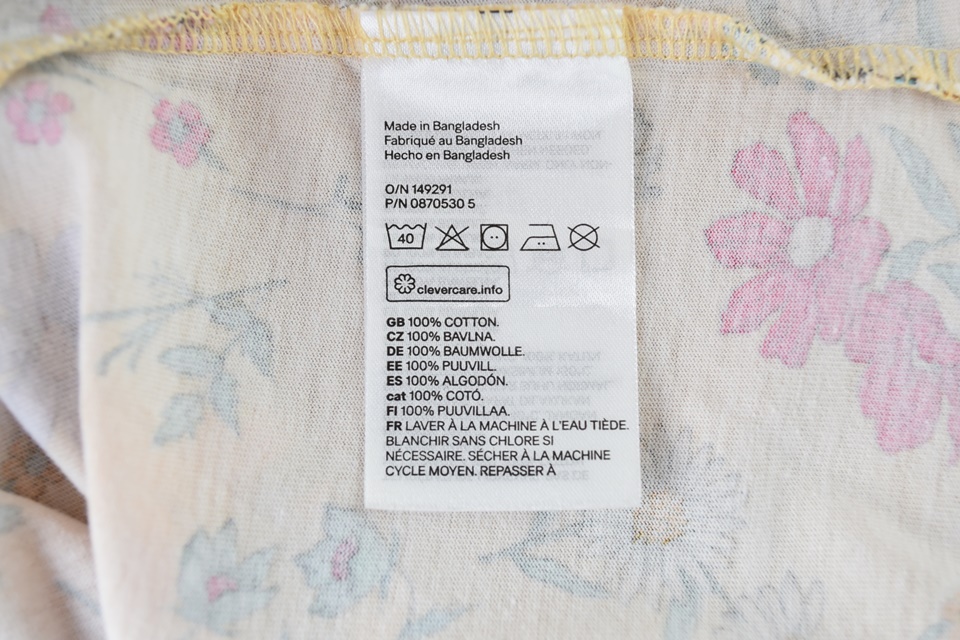 Made in Bangladesh
Fabriqué au Bangladesh
Hecho en Bangladesh
O/N 149291
P/N 0870530 5
40
clevercare.info
GB 100% COTTON.
CZ 100% BAVLNA.
DE 100% BAUMWOLLE.
EE 100% PUUVILL.
ES 100% ALGODÓN.
cat 100% COTÓ.
FI 100% PUUVILLAA.
FR LAVER À LA MACHINE À L'EAU TIÈDE.
BLANCHIR SANS CHLORE SI
NÉCESSAIRE. SÉCHER À LA MACHINE
CYCLE MOYEN. REPASSER À